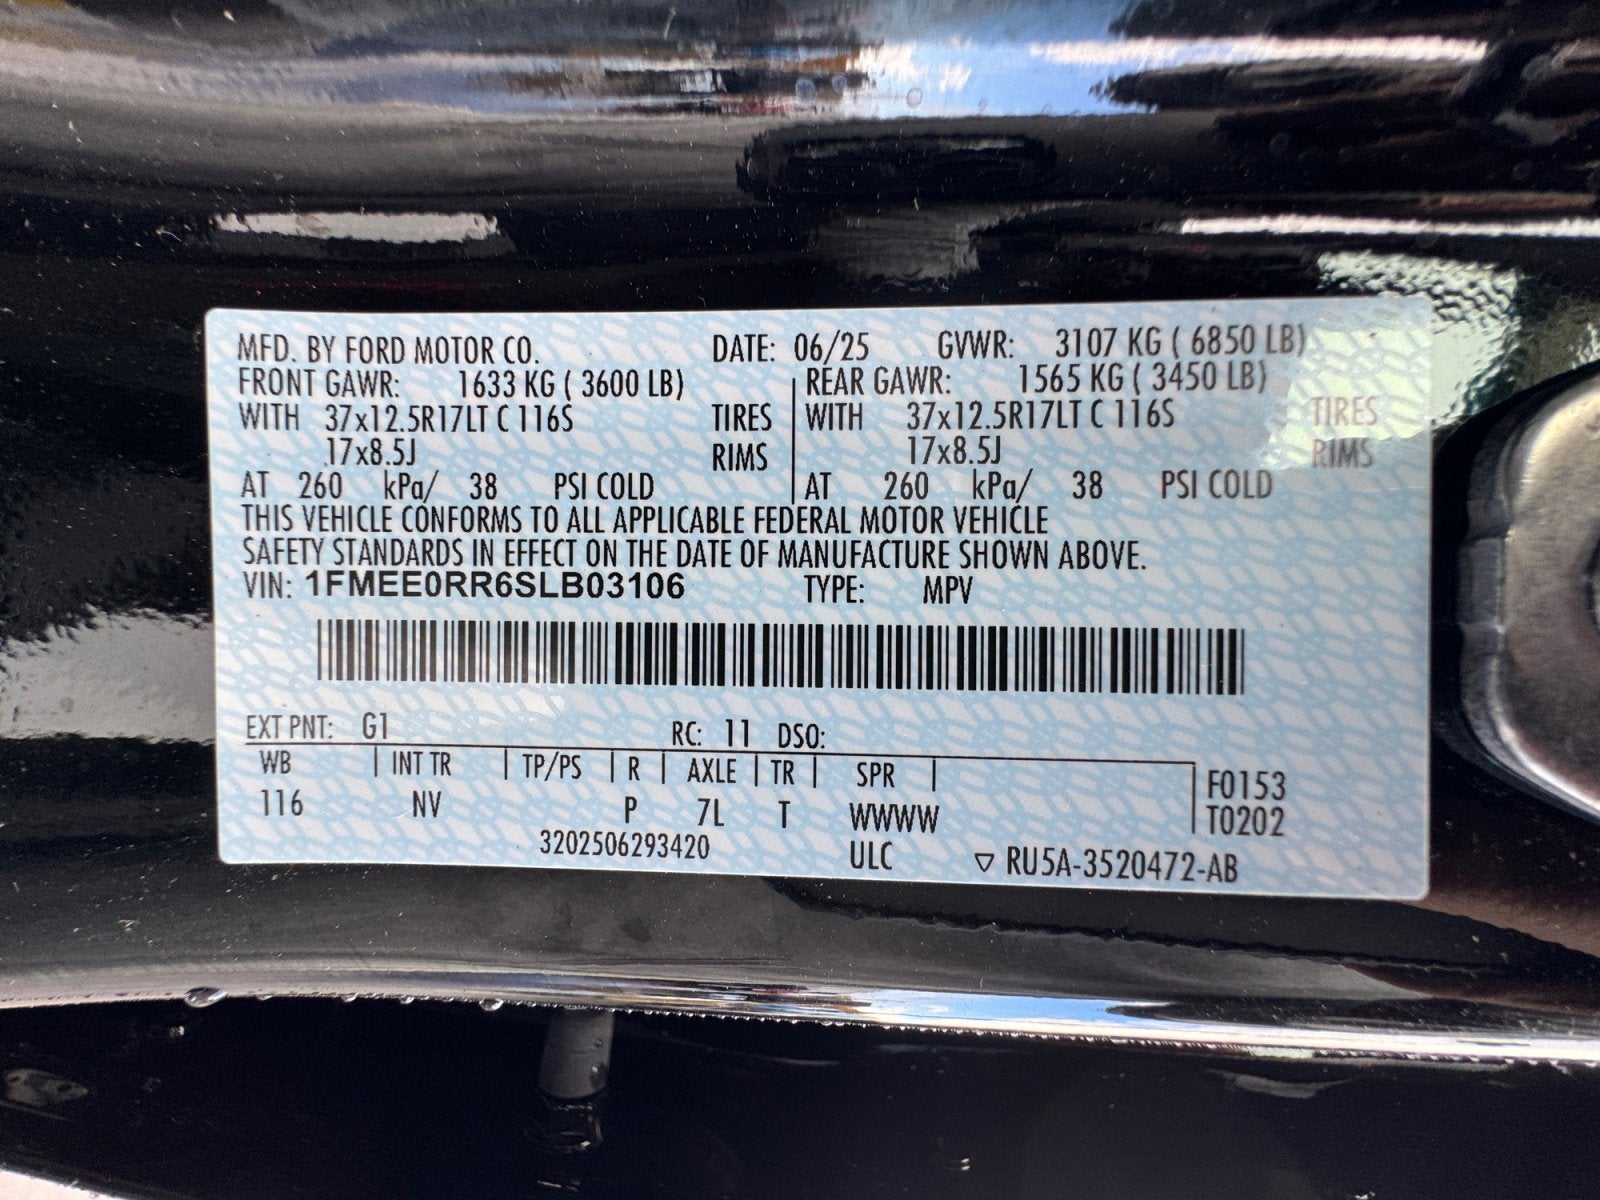 MFD. BY FORD MOTOR CO. DATE: 06/25 GVWR: 3107 KG ( 6850 LB)
FRONT GAWR: 1633 KG ( 3600 LB) REAR GAWR: 1565 KG ( 3450 LB)
WITH 37x12.5R17LT C 116S TIRES WITH 37x12.5R17LT C 116S TIRES
17x8.5J RIMS 17x8.5J RIMS
AT 260 kPa/ 38 PSI COLD AT 260 kPa/ 38 PSI COLD
THIS VEHICLE CONFORMS TO ALL APPLICABLE FEDERAL MOTOR VEHICLE
SAFETY STANDARDS IN EFFECT ON THE DATE OF MANUFACTURE SHOWN ABOVE.
VIN: 1FMEE0RR6SLB03106 TYPE: MPV
EXT PNT: G1 RC: 11 DSO:
WB INT TR TP/PS R AXLE TR SPR F0153
116 NV P 7L T WWWW T0202
3202506293420 ULC ▽ RU5A-3520472-AB